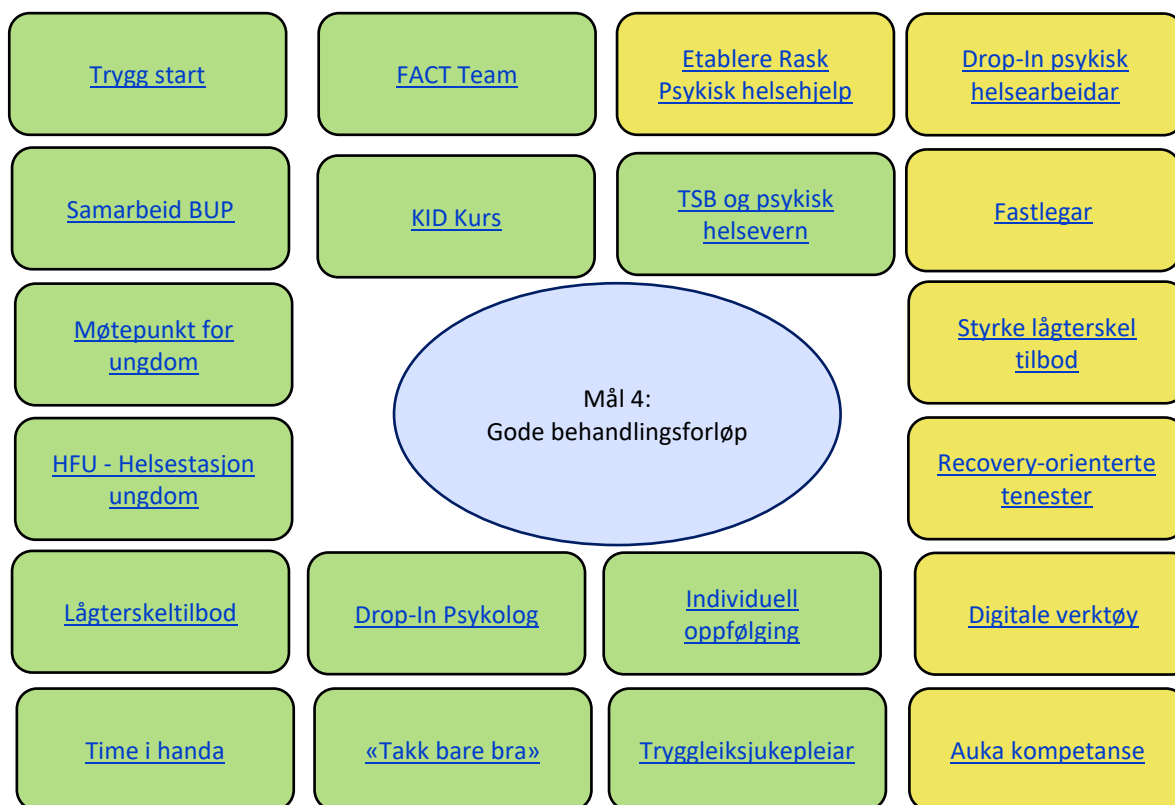 Trygg start
FACT Team
Etablere Rask
Psykisk helsehjelp
Drop-In psykisk
helsearbeidar
Samarbeid BUP
KID Kurs
TSB og psykisk
helsevern
Fastlegar
Møtepunkt for
ungdom
Mål 4:
Gode behandlingsforløp
Styrke lågterskel
tilbod
HFU - Helsestasjon
ungdom
Recovery-orienterte
tenester
Lågterskeltilbod
Drop-In Psykolog
Individuell
oppfølging
Digitale verktøy
Time i handa
«Takk bare bra»
Tryggleiksjukepleiar
Auka kompetanse